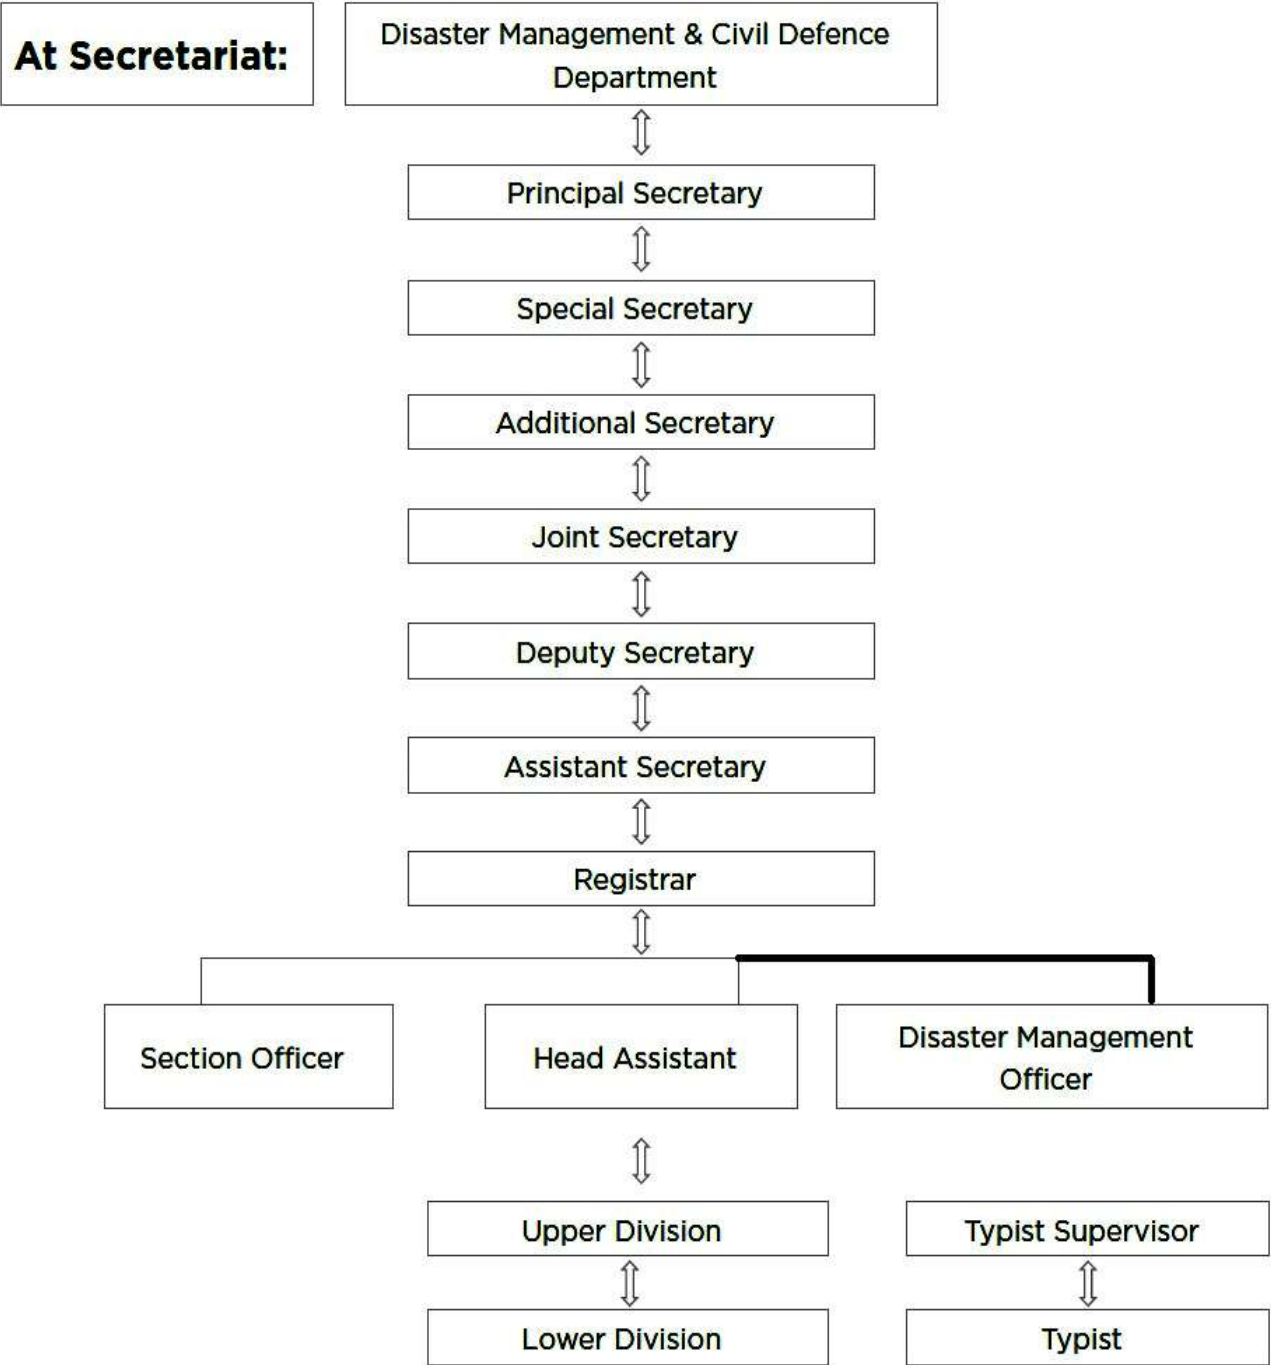 At Secretariat:
Disaster Management & Civil Defence
Department
Principal Secretary
Special Secretary
Additional Secretary
Joint Secretary
Deputy Secretary
Assistant Secretary
Registrar
Section Officer
Head Assistant
Disaster Management
Officer
Upper Division
Typist Supervisor
Lower Division
Typist